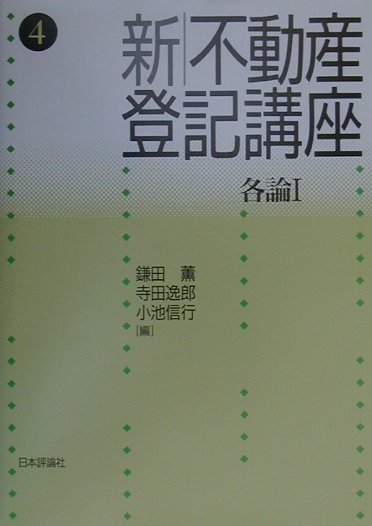 4
新|不動産
登記講座
各論I
鎌田 薫
寺田逸郎
小池信行
[編]
日本評論社